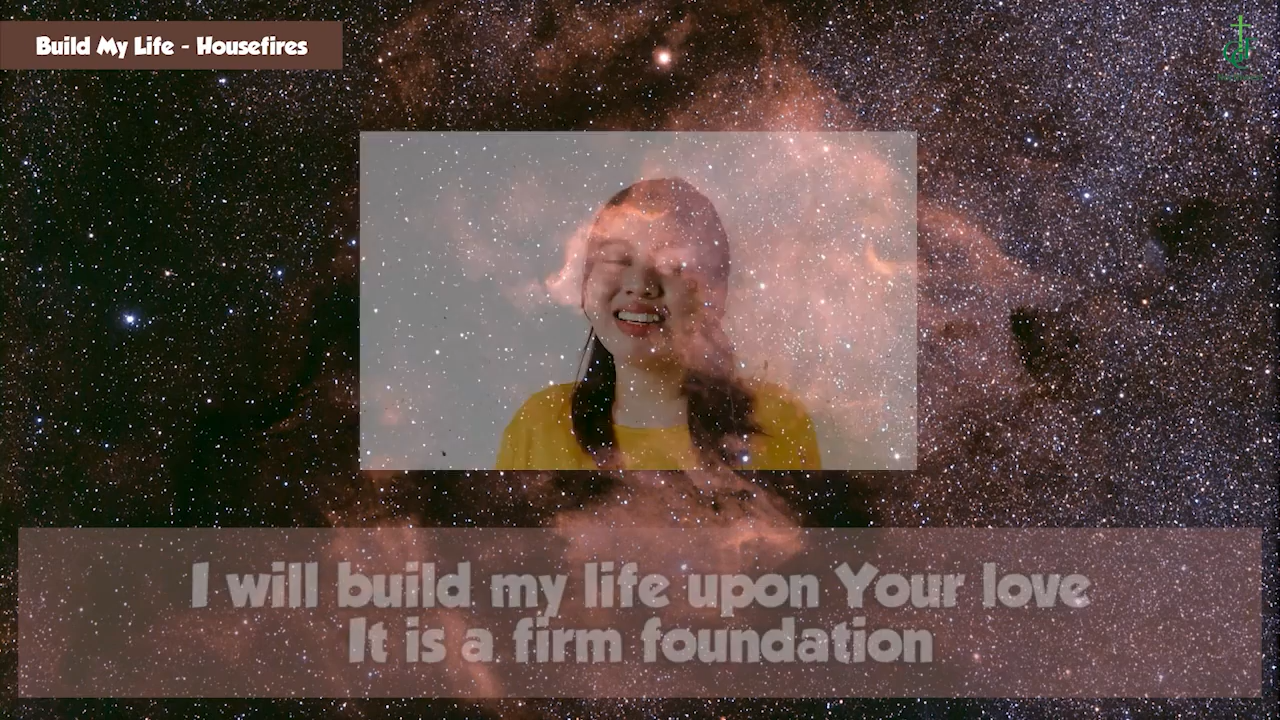 Build My Life - Housefires
I will build my life upon Your love
It is a firm foundation